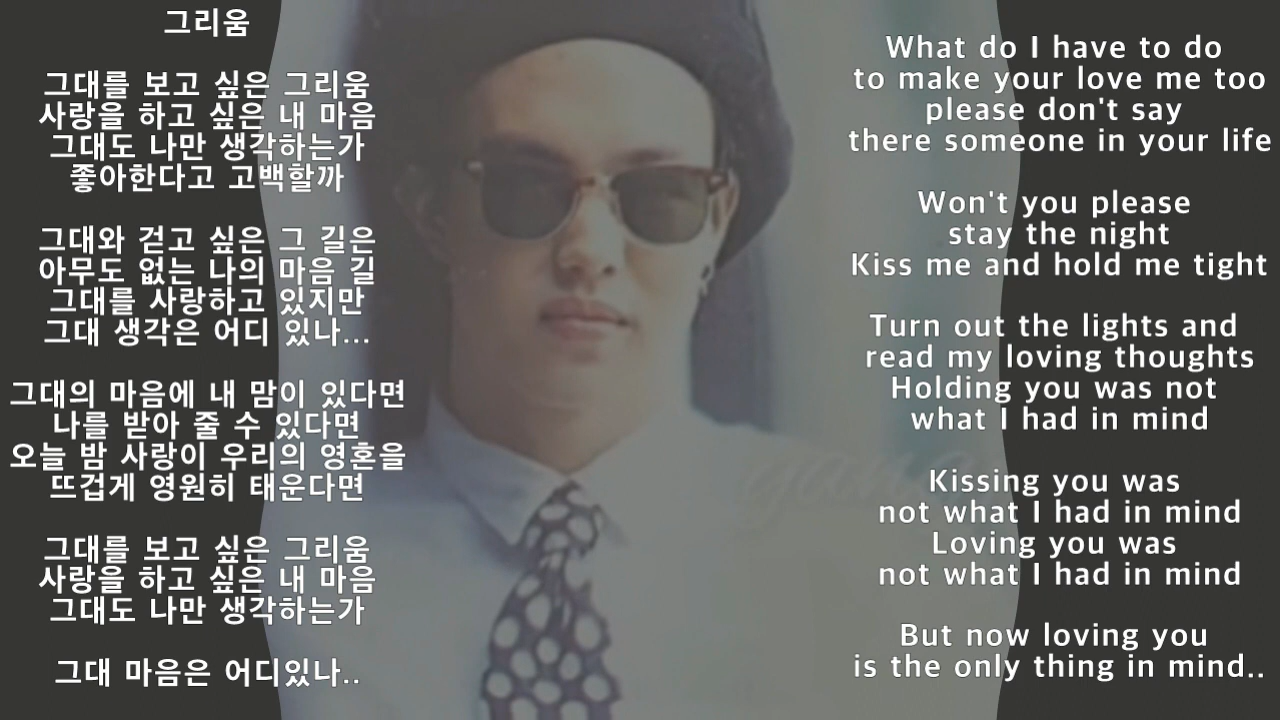 그리움
그대를 보고 싶은 그리움
사랑을 하고 싶은 내 마음
그대도 나만 생각하는가
좋아한다고 고백할까
그대와 걷고 싶은 그 길은
아무도 없는 나의 마음 길
그대를 사랑하고 있지만
그대 생각은 어디 있나...
그대의 마음에 내 맘이 있다면
나를 받아 줄 수 있다면
오늘 밤 사랑이 우리의 영혼을
뜨겁게 영원히 태운다면
그대를 보고 싶은 그리움
사랑을 하고 싶은 내 마음
그대도 나만 생각하는가
그대 마음은 어디있나..
What do I have to do
to make your love me too
please don't say
there someone in your life
Won't you please
stay the night
Kiss me and hold me tight
Turn out the lights and
read my loving thoughts
Holding you was not
what I had in mind
Kissing you was
not what I had in mind
Loving you was
not what I had in mind
But now loving you
is the only thing in mind..